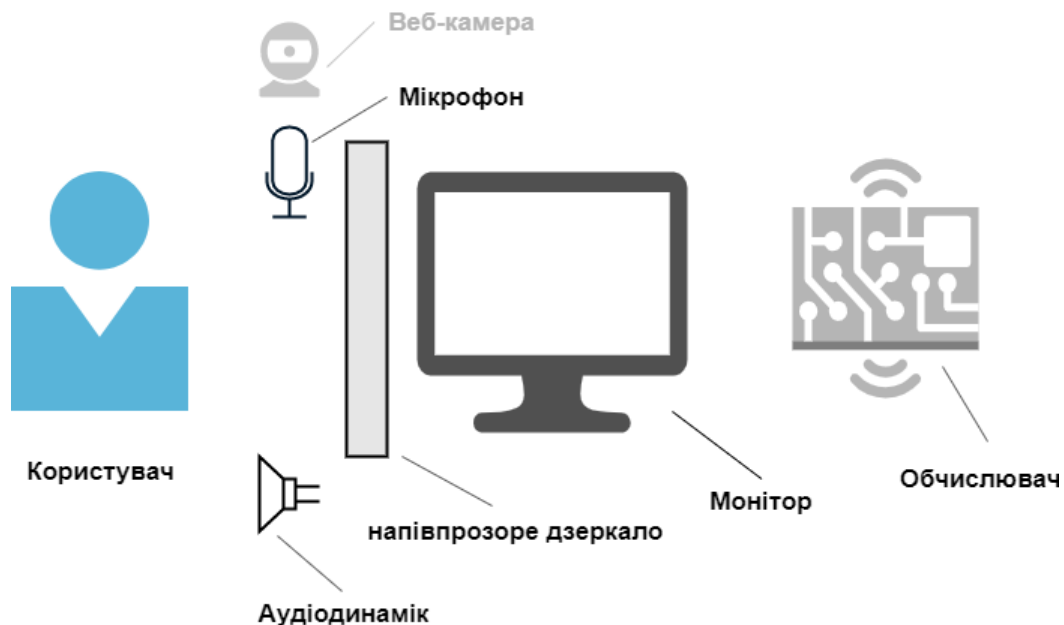 Веб-камера
Мікрофон
Користувач
Обчислювач
Монітор
напівпрозоре дзеркало
Аудіодинамік